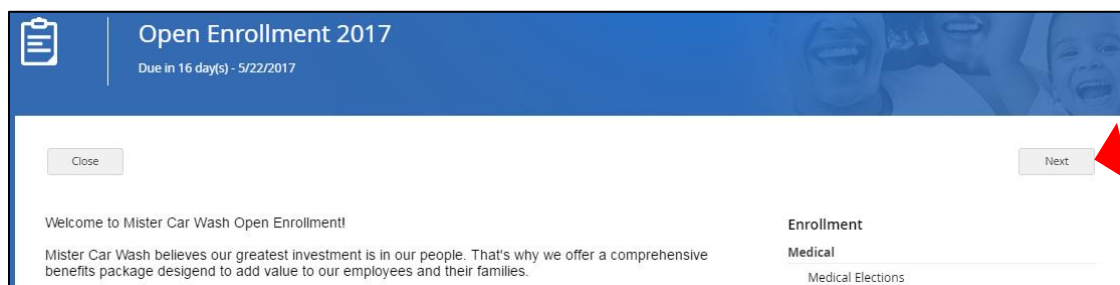 Open Enrollment 2017
Due in 16 day(s) - 5/22/2017
Close
Next
Welcome to Mister Car Wash Open Enrollment!
Mister Car Wash believes our greatest investment is in our people. That's why we offer a comprehensive
benefits package desigend to add value to our employees and their families.
Enrollment
Medical
Medical Elections